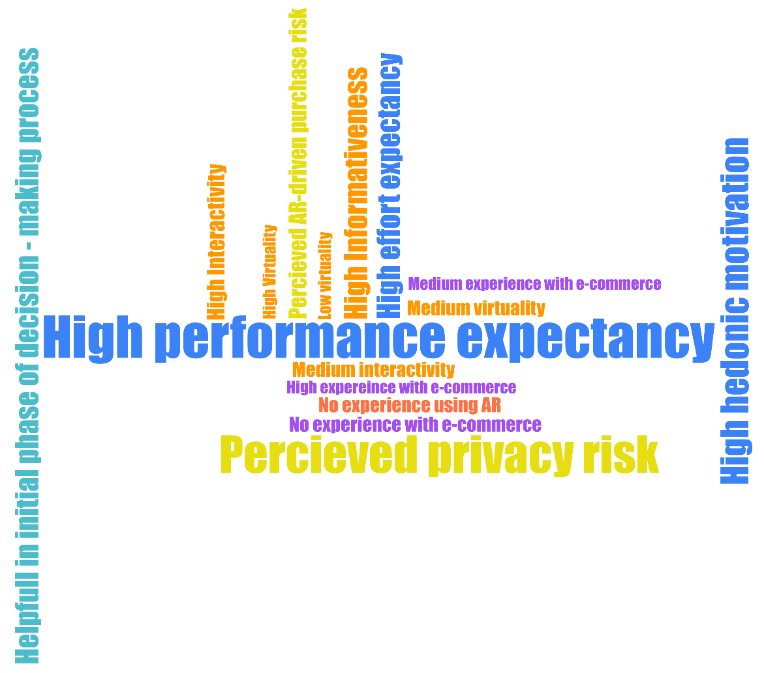 Helpfull in initial phase of decision - making process
High Interactivity
High Virtuality
Percieved AR-driven purchase risk
Low virtuality
High Informativeness
High effort expectancy
Medium experience with e-commerce
Medium virtuality
High performance expectancy
High hedonic motivation
Medium interactivity
High expereince with e-commerce
No experience using AR
No experience with e-commerce
Percieved privacy risk